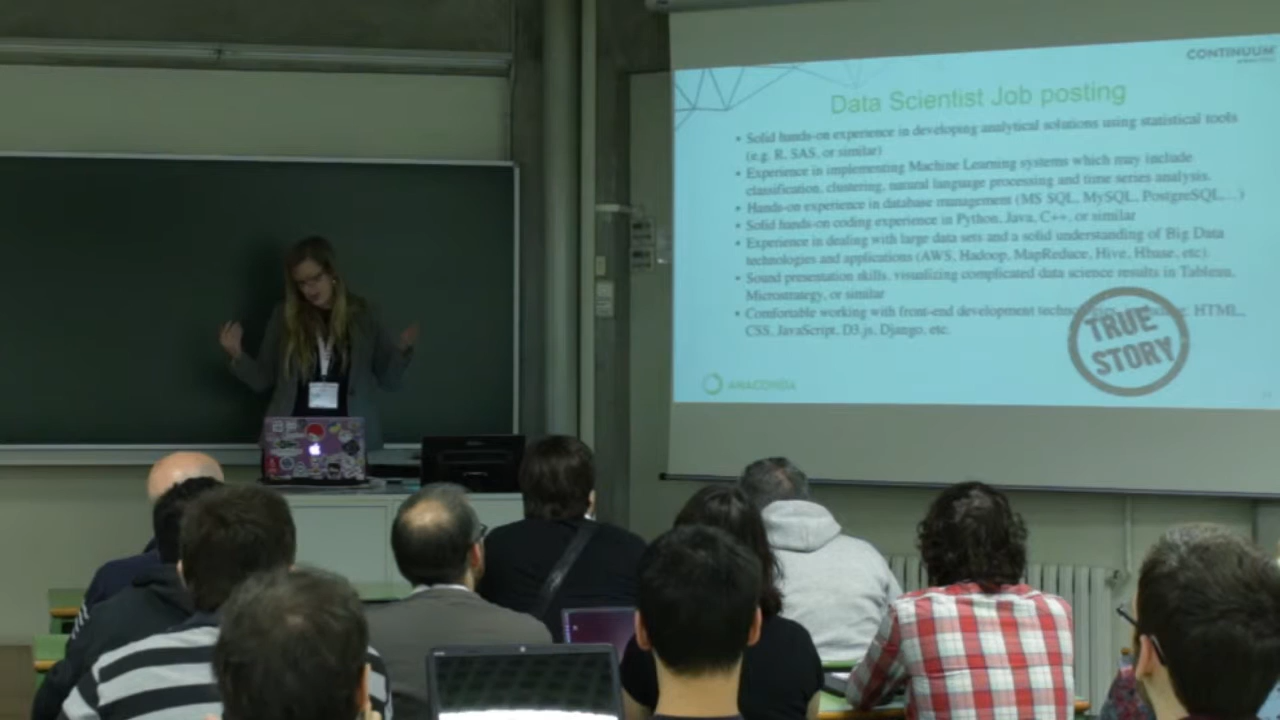 CONTINUUM
Data Scientist Job posting
• Solid hands-on experience in developing analytical solutions using statistical tools
(e.g. R, SAS, or similar)
• Experience in implementing Machine Learning systems which may include
classification, clustering, natural language processing and time series analysis.
• Hands-on experience in database management (MS SQL, MySQL, PostgreSQL,...)
• Solid hands-on coding experience in Python, Java, C++, or similar
• Experience in dealing with large data sets and a solid understanding of Big Data
technologies and applications (AWS, Hadoop, MapReduce, Hive, Hbase, etc).
• Sound presentation skills, visualizing complicated data science results in Tableau,
Microstrategy, or similar
• Comfortable working with front-end development HTML,
CSS, JavaScript, D3.js, Django, etc.
TRUE
STORY
ANACONDA